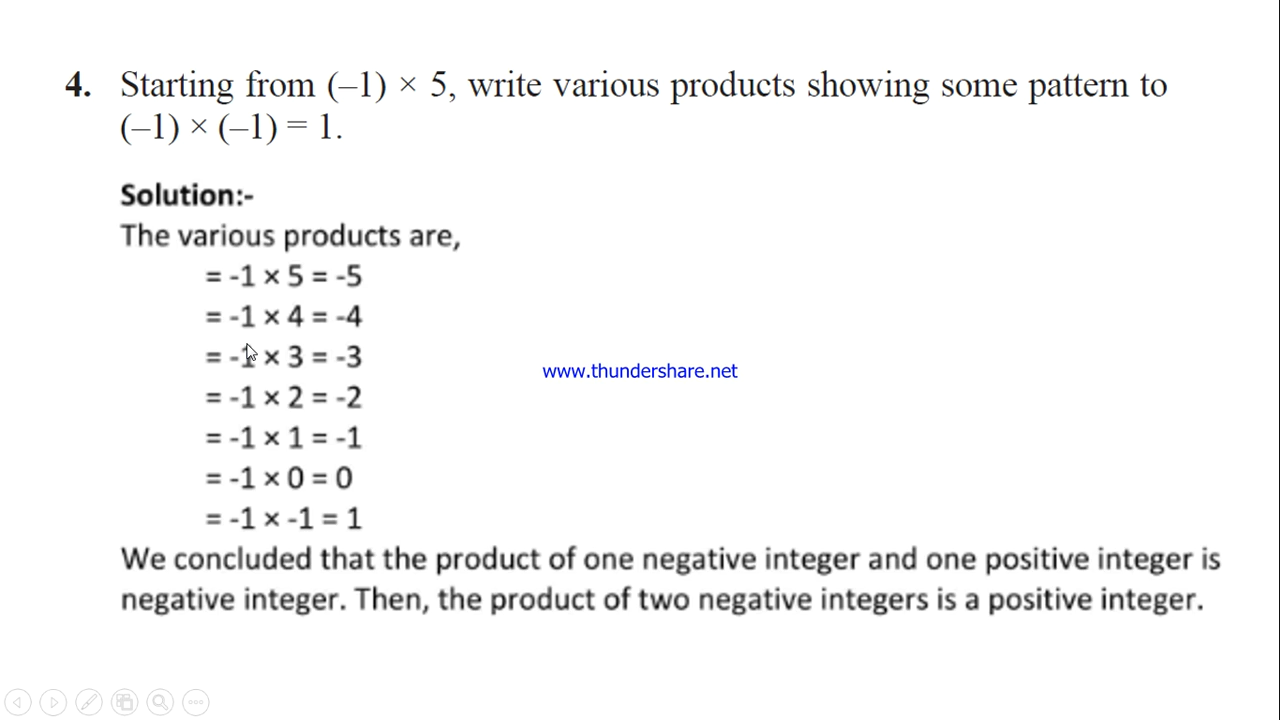 4. Starting from (–1) × 5, write various products showing some pattern to
(–1) × (–1) = 1.
Solution:-
The various products are,
= -1 × 5 = -5
= -1 × 4 = -4
= -1 × 3 = -3
www.thundershare.net
= -1 × 2 = -2
= -1 × 1 = -1
= -1 × 0 = 0
= -1 × -1 = 1
We concluded that the product of one negative integer and one positive integer is
negative integer. Then, the product of two negative integers is a positive integer.